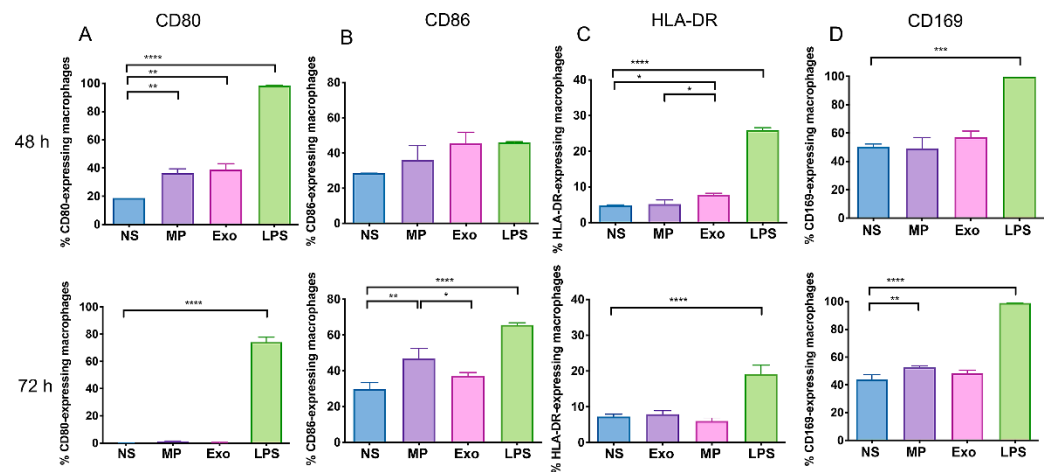 CD80
CD86
HLA-DR
CD169
A
B
C
D
48 h
% CD80-expressing macrophages
100
80
60
40
20
0
****
**
**
NS MP Exo LPS
% CD86-expressing macrophages
80
60
40
20
0
NS MP Exo LPS
% HLA-DR-expressing macrophages
40
30
20
10
0
****
*
*
NS MP Exo LPS
% CD169-expressing macrophages
100
80
60
40
20
0
***
NS MP Exo LPS
72 h
% CD80-expressing macrophages
100
80
60
40
20
0
****
NS MP Exo LPS
% CD86-expressing macrophages
80
60
40
20
0
****
**
*
NS MP Exo LPS
% HLA-DR-expressing macrophages
40
30
20
10
0
****
NS MP Exo LPS
% CD169-expressing macrophages
100
80
60
40
20
0
****
**
NS MP Exo LPS